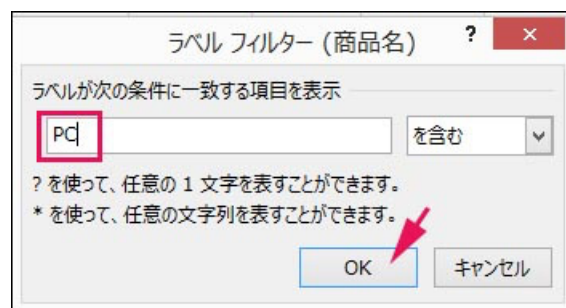 ラベル フィルター (商品名) ? ×
ラベルが次の条件に一致する項目を表示
PC を含む
? を使って、任意の 1 文字を表すことができます。
* を使って、任意の文字列を表すことができます。
OK キャンセル